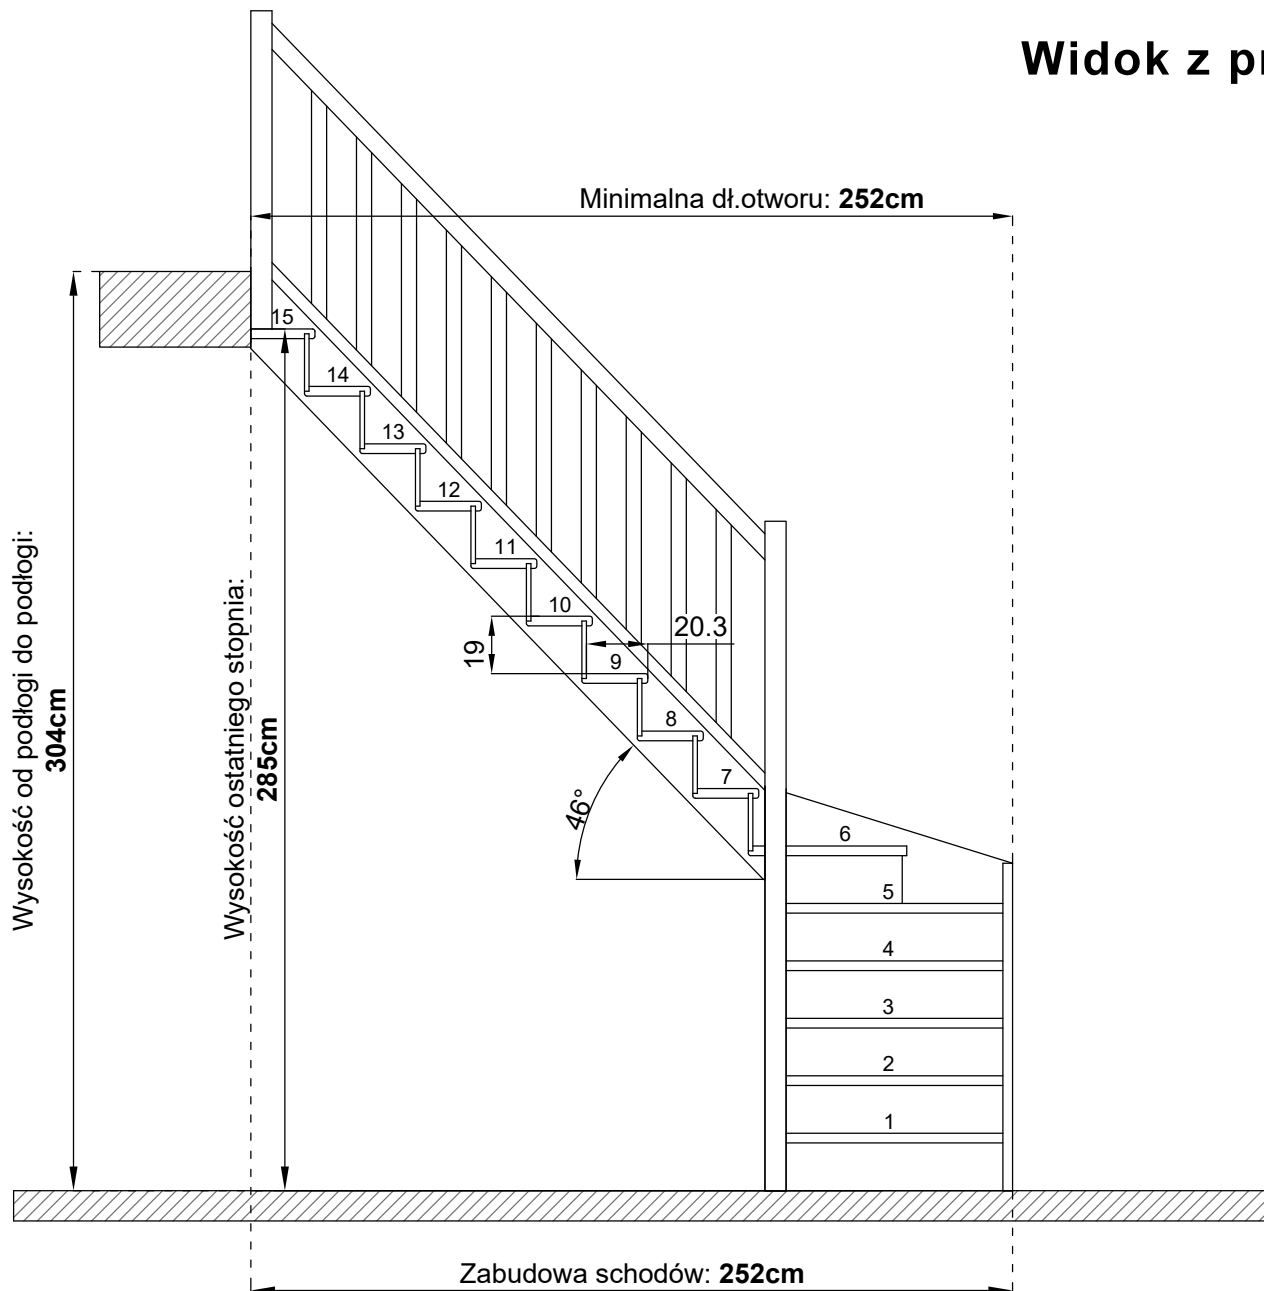 Widok z pr
Minimalna dł.otworu: 252cm
15
14
13
12
11
10
20.3
19
9
8
7
46°
6
5
4
3
2
1
Wysokość od podłogi do podłogi:
304cm
Wysokość ostatniego stopnia:
285cm
Zabudowa schodów: 252cm